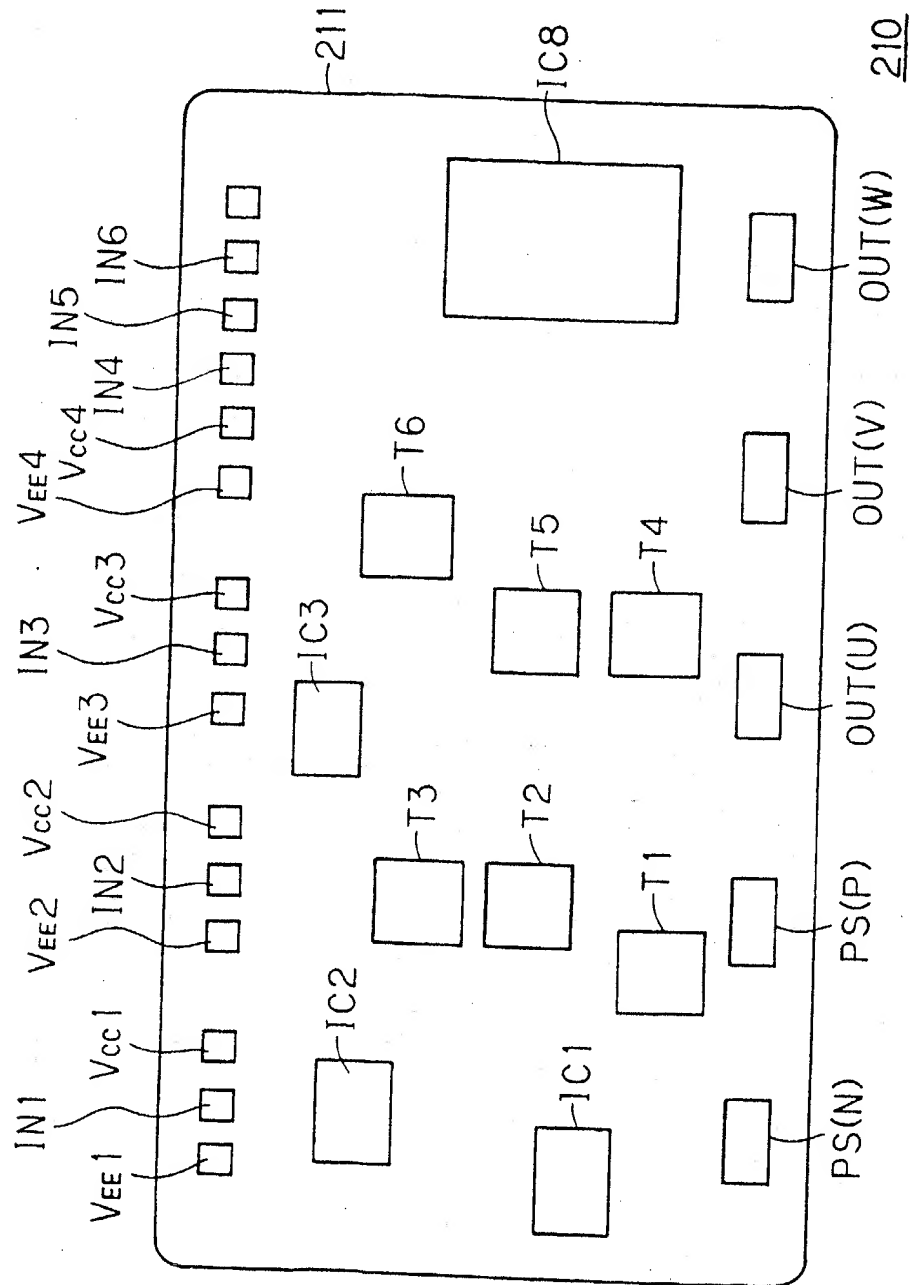 VEE1
IN1
Vcc1
VEE2
IN2
Vcc2
VEE3
IN3
Vcc3
VEE4
Vcc4
IN4
IN5
IN6
211
IC2
IC3
T3
T6
IC8
T2
T5
IC1
T1
T4
PS(N)
PS(P)
OUT(U)
OUT(V)
OUT(W)
210